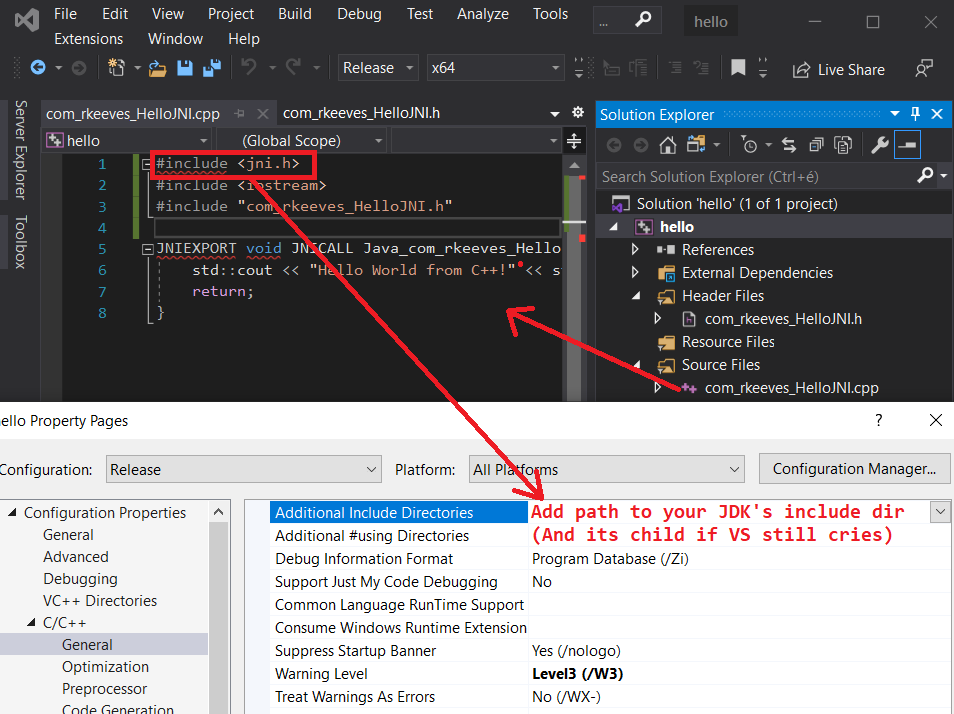 File Edit View Project Build Debug Test Analyze Tools ... hello
Extensions Window Help
Release x64 Live Share
Server Explorer
Toolbox
com_rkeeves_HelloJNI.cpp com_rkeeves_HelloJNI.h
hello (Global Scope)
1 #include <jni.h>
2 #include <iostream>
3 #include "com_rkeeves_HelloJNI.h"
4
5 JNIEXPORT void JNICALL Java_com_rkeeves_Hello
6 std::cout << "Hello World from C++!" << s
7 return;
8 }
Solution Explorer
Search Solution Explorer (Ctrl+é)
Solution 'hello' (1 of 1 project)
hello
References
External Dependencies
Header Files
com_rkeeves_HelloJNI.h
Resource Files
Source Files
com_rkeeves_HelloJNI.cpp
ello Property Pages ?
Configuration: Release Platform: All Platforms Configuration Manager...
Configuration Properties
General
Advanced
Debugging
VC++ Directories
C/C++
General
Optimization
Preprocessor
Code Generation
Additional Include Directories Add path to your JDK's include dir
Additional #using Directories (And its child if VS still cries)
Debug Information Format Program Database (/Zi)
Support Just My Code Debugging No
Common Language RunTime Support
Consume Windows Runtime Extension
Suppress Startup Banner Yes (/nologo)
Warning Level Level3 (/W3)
Treat Warnings As Errors No (/WX-)